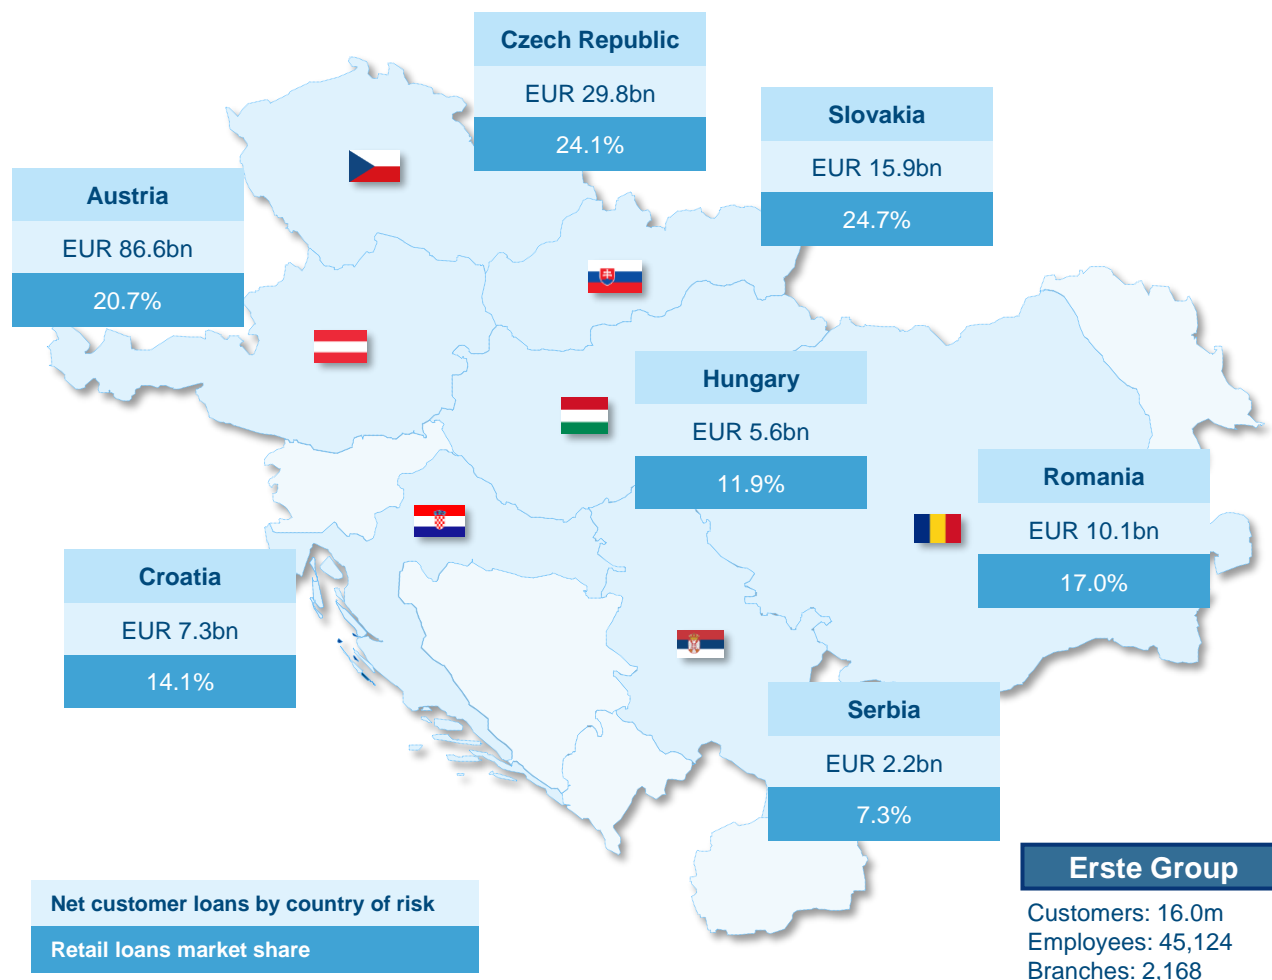 Czech Republic
EUR 29.8bn
24.1%
Slovakia
EUR 15.9bn
24.7%
Austria
EUR 86.6bn
20.7%
Hungary
EUR 5.6bn
11.9%
Romania
EUR 10.1bn
17.0%
Croatia
EUR 7.3bn
14.1%
Serbia
EUR 2.2bn
7.3%
Net customer loans by country of risk
Retail loans market share
Erste Group
Customers: 16.0m
Employees: 45,124
Branches: 2,168